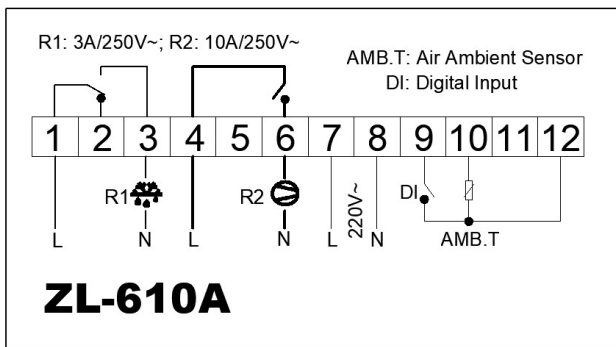 R1: 3A/250V~; R2: 10A/250V~
AMB.T: Air Ambient Sensor
DI: Digital Input
1 2 3 4 5 6 7 8 9 10 11 12
R1 R2 DI
L N L N L 220V~ N AMB.T
ZL-610A